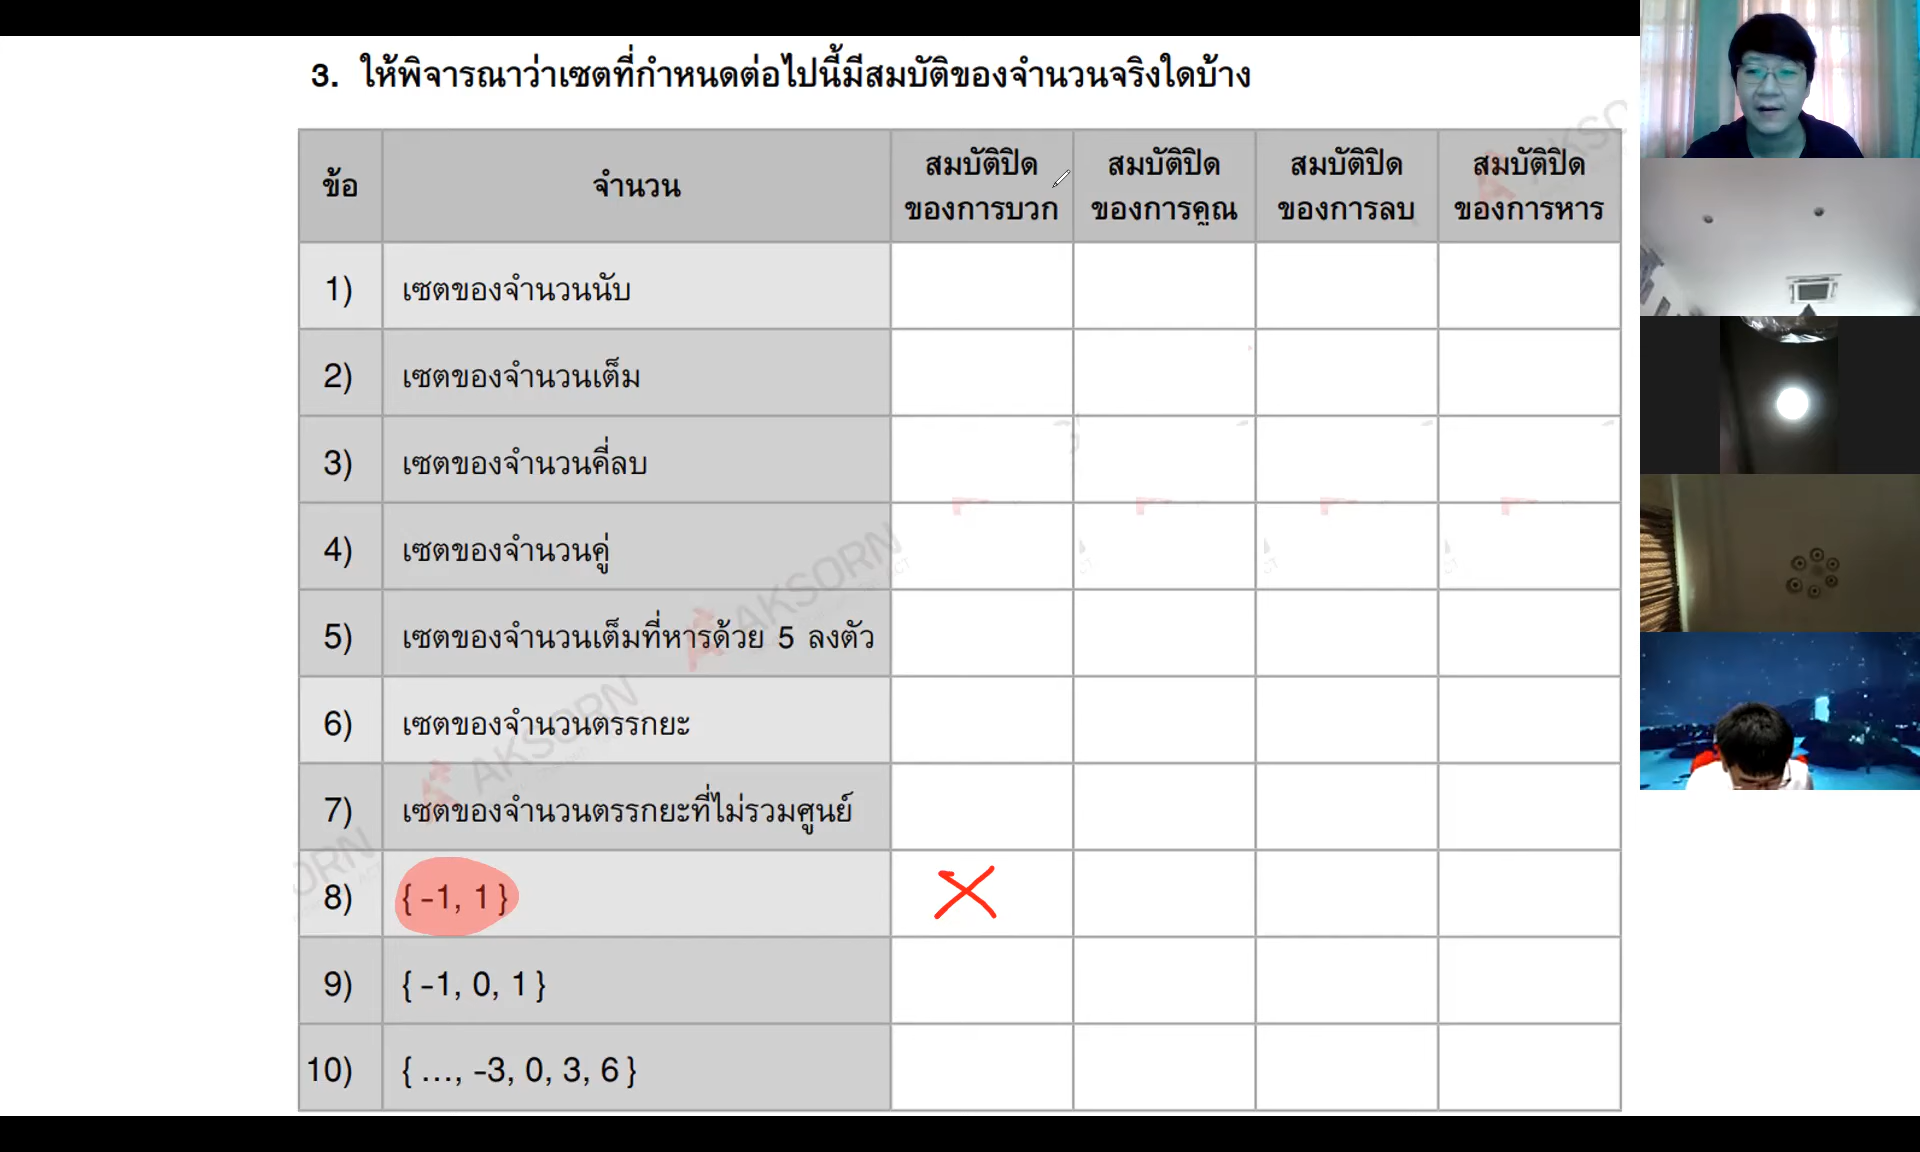 3. ให้พิจารณาว่าเซตที่กำหนดต่อไปนี้มีสมบัติของจำนวนจริงใดบ้าง
ข้อ จำนวน สมบัติปิดของการบวก สมบัติปิดของการคูณ สมบัติปิดของการลบ สมบัติปิดของการหาร
1) เซตของจำนวนนับ
2) เซตของจำนวนเต็ม
3) เซตของจำนวนคี่ลบ
4) เซตของจำนวนคู่
5) เซตของจำนวนเต็มที่หารด้วย 5 ลงตัว
6) เซตของจำนวนตรรกยะ
7) เซตของจำนวนตรรกยะที่ไม่รวมศูนย์
8) { -1, 1 }
9) { -1, 0, 1 }
10) { ..., -3, 0, 3, 6 }
AKSORN
AKSORN